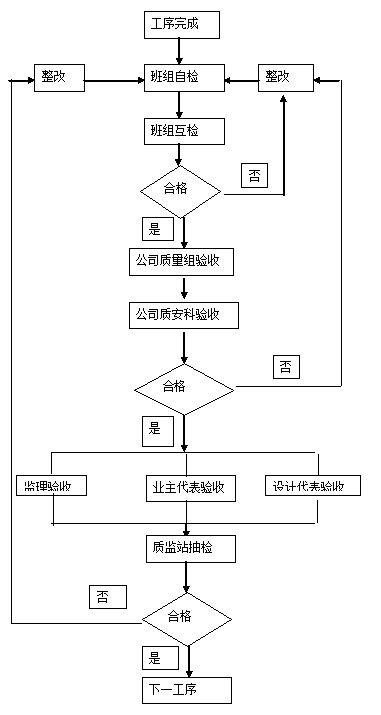 工序完成
整改
班组自检
整改
班组互检
合格
否
是
公司质量组验收
公司质安科验收
合格
否
是
监理验收
业主代表验收
设计代表验收
质监站抽检
否
合格
是
下一工序